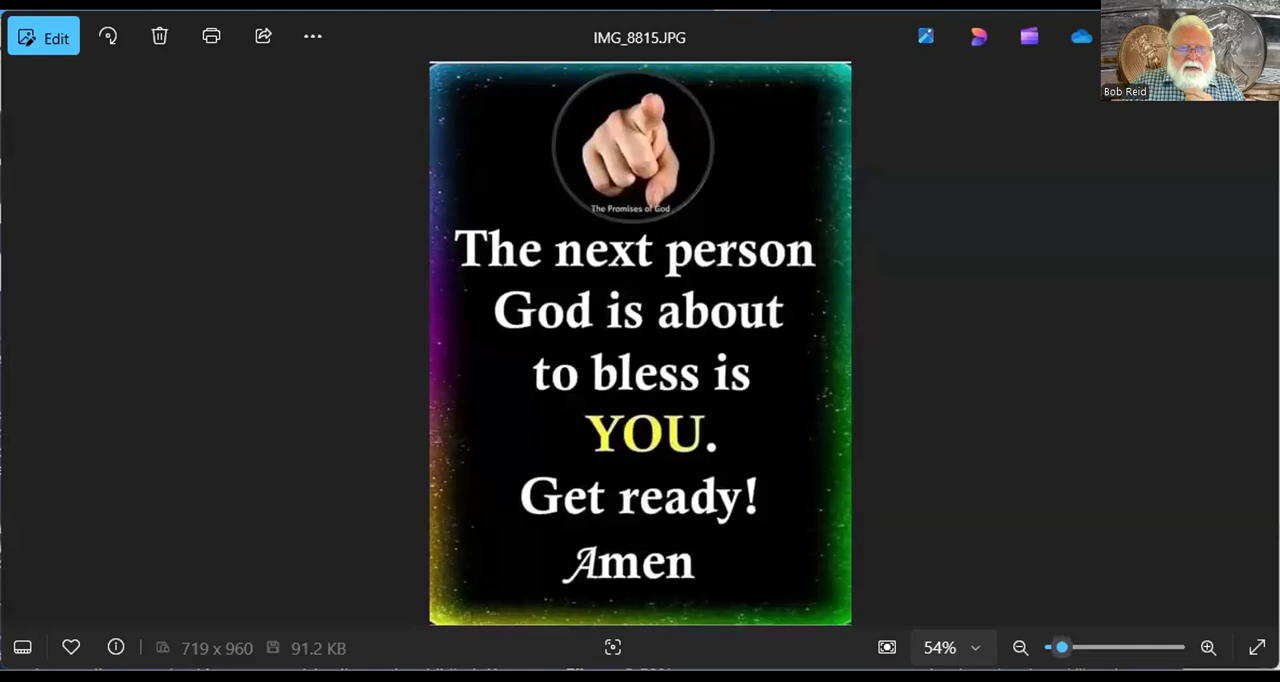 Edit
IMG_8815.JPG
Bob Reid
The Promises of God
The next person
God is about
to bless is
YOU.
Get ready!
Amen
719 x 960
91.2 KB
54%